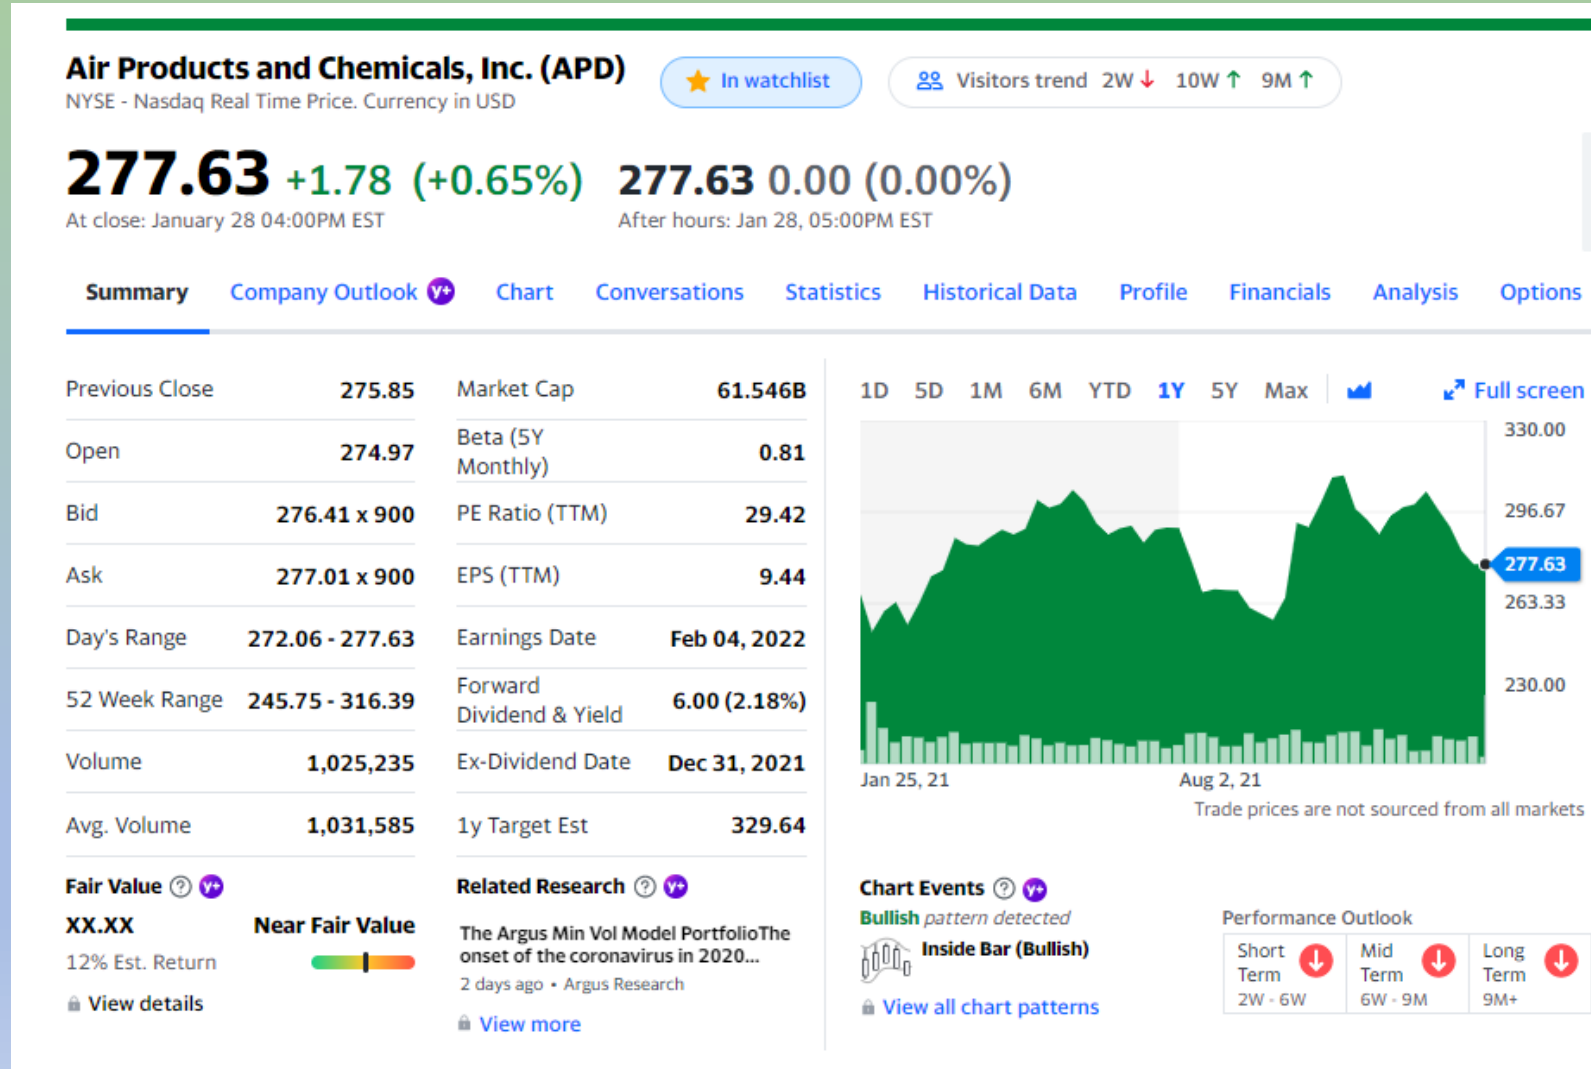 Air Products and Chemicals, Inc. (APD)
In watchlist
Visitors trend 2W ↓ 10W ↑ 9M ↑
NYSE - Nasdaq Real Time Price. Currency in USD
277.63 +1.78 (+0.65%)
277.63 0.00 (0.00%)
At close: January 28 04:00PM EST
After hours: Jan 28, 05:00PM EST
Summary Company Outlook Y+ Chart Conversations Statistics Historical Data Profile Financials Analysis Options
Previous Close 275.85
Open 274.97
Bid 276.41 x 900
Ask 277.01 x 900
Day's Range 272.06 - 277.63
52 Week Range 245.75 - 316.39
Volume 1,025,235
Avg. Volume 1,031,585
Market Cap 61.546B
Beta (5Y
Monthly) 0.81
PE Ratio (TTM) 29.42
EPS (TTM) 9.44
Earnings Date Feb 04, 2022
Forward
Dividend & Yield 6.00 (2.18%)
Ex-Dividend Date Dec 31, 2021
1y Target Est 329.64
1D 5D 1M 6M YTD 1Y 5Y Max
Full screen
330.00
296.67
277.63
263.33
230.00
Jan 25, 21 Aug 2, 21
Trade prices are not sourced from all markets
Fair Value ? Y+
XX.XX Near Fair Value
12% Est. Return
View details
Related Research ? Y+
The Argus Min Vol Model PortfolioThe
onset of the coronavirus in 2020...
2 days ago • Argus Research
View more
Chart Events ? Y+
Bullish pattern detected
Inside Bar (Bullish)
View all chart patterns
Performance Outlook
Short
Term
2W - 6W
Mid
Term
6W - 9M
Long
Term
9M+